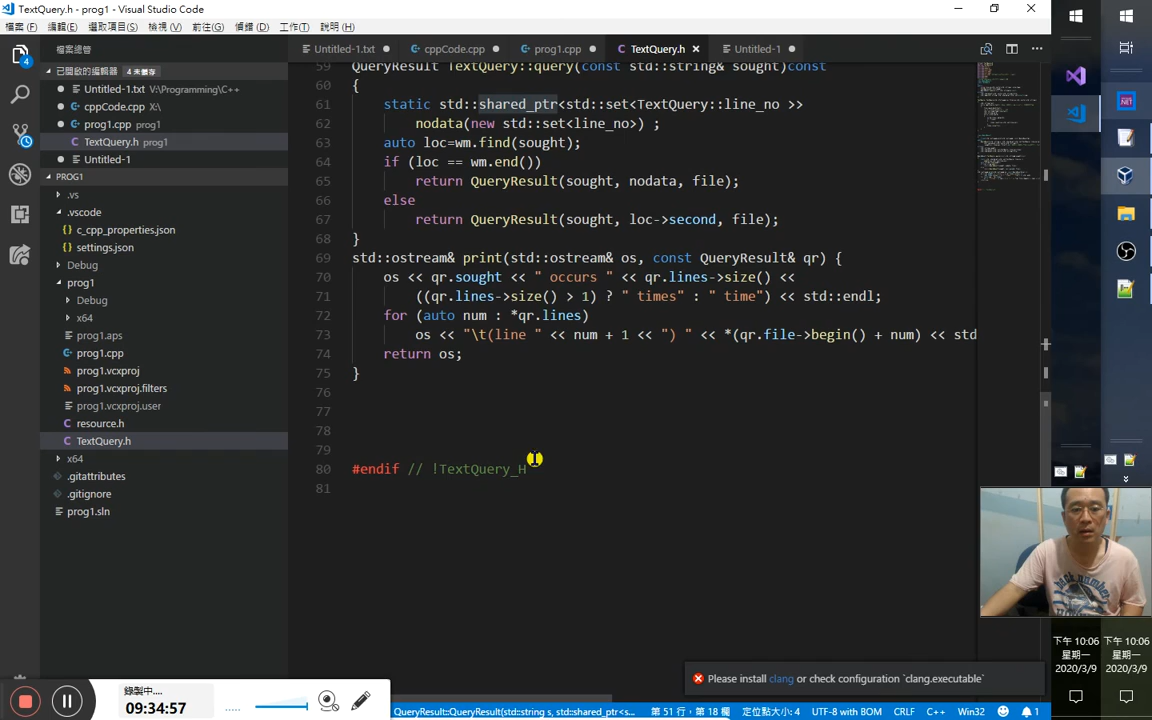 TextQuery.h - prog1 - Visual Studio Code
檔案(F) 編輯(E) 選取項目(S) 檢視(V) 前往(G) 偵錯(D) 工作(T) 說明(H)
檔案總管
Untitled-1.txt cppCode.cpp prog1.cpp TextQuery.h Untitled-1
已開啟的編輯器 4 未儲存
Untitled-1.txt V:\Programming\C++
cppCode.cpp X:\
prog1.cpp prog1
TextQuery.h prog1
Untitled-1
PROG1
.vs
.vscode
c_cpp_properties.json
settings.json
Debug
prog1
Debug
x64
prog1.aps
prog1.cpp
prog1.vcxproj
prog1.vcxproj.filters
prog1.vcxproj.user
resource.h
TextQuery.h
x64
.gitattributes
.gitignore
prog1.sln
59 QueryResult TextQuery::query(const std::string& sought)const
60 {
61 static std::shared_ptr<std::set<TextQuery::line_no >>
62 nodata(new std::set<line_no>) ;
63 auto loc=wm.find(sought);
64 if (loc == wm.end())
65 return QueryResult(sought, nodata, file);
66 else
67 return QueryResult(sought, loc->second, file);
68 }
69 std::ostream& print(std::ostream& os, const QueryResult& qr) {
70 os << qr.sought << " occurs " << qr.lines->size() <<
71 ((qr.lines->size() > 1) ? " times" : " time") << std::endl;
72 for (auto num : *qr.lines)
73 os << "\t(line " << num + 1 << ") " << *(qr.file->begin() + num) << std
74 return os;
75 }
76
77
78
79
80 #endif // !TextQuery_H
81
Please install clang or check configuration `clang.executable`
錄製中....
09:34:57
QueryResult::QueryResult(std::string s, std::shared_ptr<s... 第 51 行，第 18 欄 定位點大小: 4 UTF-8 with BOM CRLF C++ Win32 1
下午 10:06
星期一
2020/3/9
下午 10:06
星期一
2020/3/9